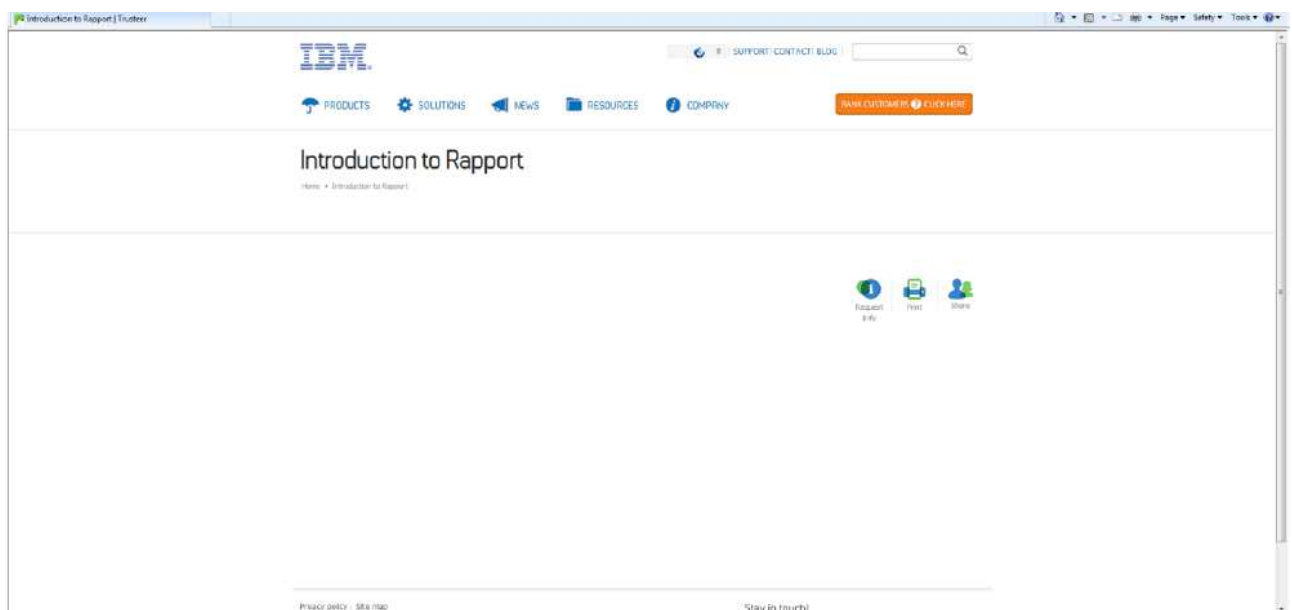 Introduction to Rapport | Trusteer
Page Safety Tools
IBM.
SUPPORT CONTACT BLOG
PRODUCTS SOLUTIONS NEWS RESOURCES COMPANY
BANK CUSTOMERS CLICK HERE
Introduction to Rapport
Home Introduction to Rapport
Request Info
Print
Share
Privacy policy Site map
Stay in touch!